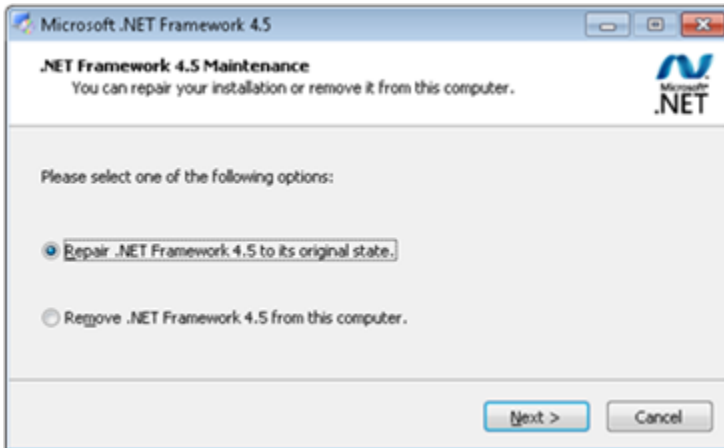 Microsoft .NET Framework 4.5
.NET Framework 4.5 Maintenance
You can repair your installation or remove it from this computer.
Microsoft
.NET
Please select one of the following options:
Repair .NET Framework 4.5 to its original state.
Remove .NET Framework 4.5 from this computer.
Next >
Cancel